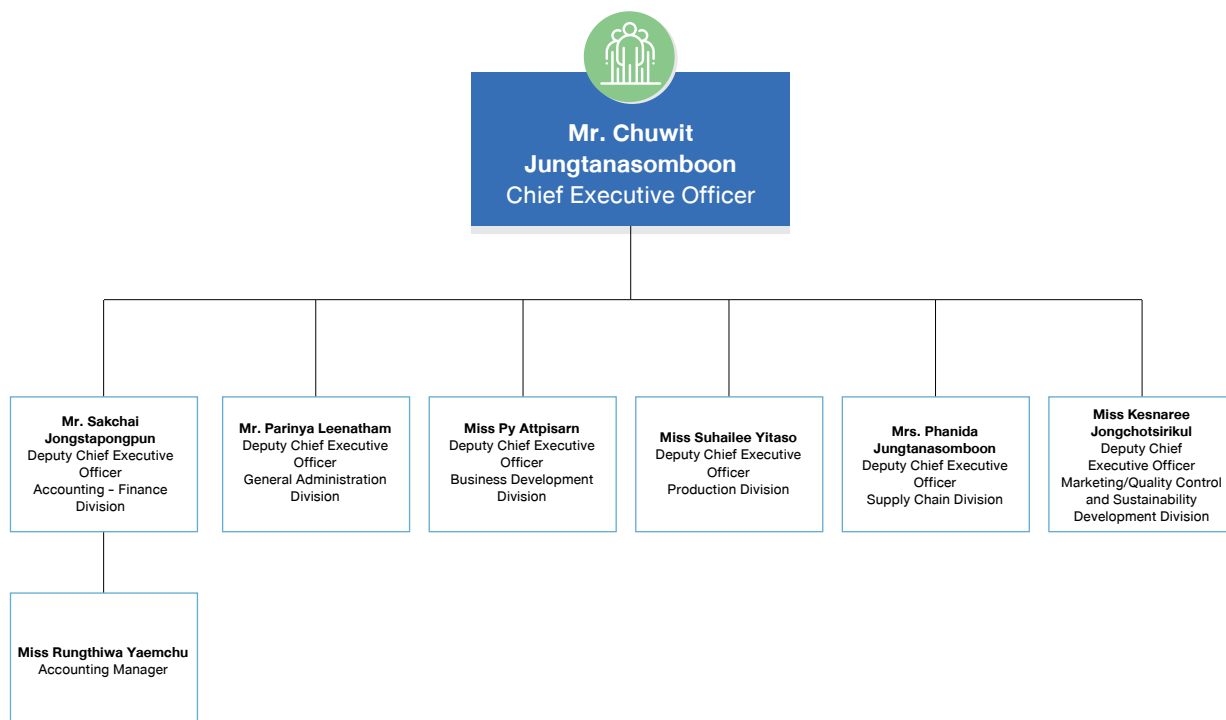 Mr. Chuwit
Jungtanasomboon
Chief Executive Officer
Mr. Sakchai
Jongstapongpun
Deputy Chief Executive
Officer
Accounting – Finance
Division
Mr. Parinya Leenatham
Deputy Chief Executive
Officer
General Administration
Division
Miss Py Attpisarn
Deputy Chief Executive
Officer
Business Development
Division
Miss Suhailee Yitaso
Deputy Chief Executive
Officer
Production Division
Mrs. Phanida
Jungtanasomboon
Deputy Chief Executive
Officer
Supply Chain Division
Miss Kesnaree
Jongchotsirikul
Deputy Chief
Executive Officer
Marketing/Quality Control
and Sustainability
Development Division
Miss Rungthiwa Yaemchu
Accounting Manager